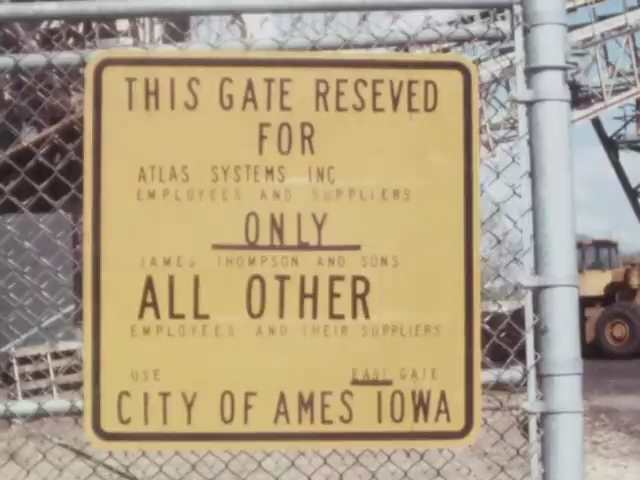 THIS GATE RESEVED
FOR
ATLAS SYSTEMS INC
EMPLOYEES AND SUPPLIERS
ONLY
JAMES THOMPSON AND SONS
ALL OTHER
EMPLOYEES AND THEIR SUPPLIERS
USE EAST GATE
CITY OF AMES IOWA